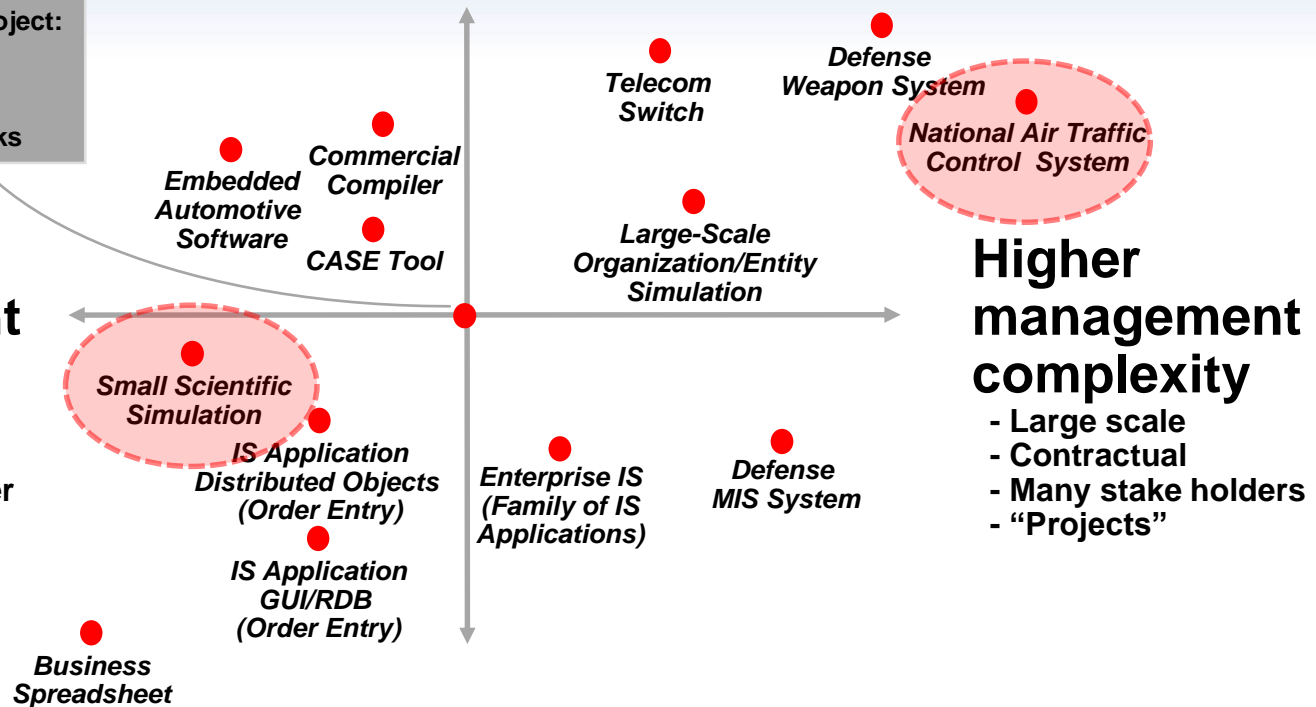 oject:
ks
Embedded
Automotive
Software
Commercial
Compiler
CASE Tool
Telecom
Switch
Defense
Weapon System
National Air Traffic
Control System
Large-Scale
Organization/Entity
Simulation
nt
er
Small Scientific
Simulation
IS Application
Distributed Objects
(Order Entry)
IS Application
GUI/RDB
(Order Entry)
Business
Spreadsheet
Enterprise IS
(Family of IS
Applications)
Defense
MIS System
Higher
management
complexity
- Large scale
- Contractual
- Many stake holders
- “Projects”